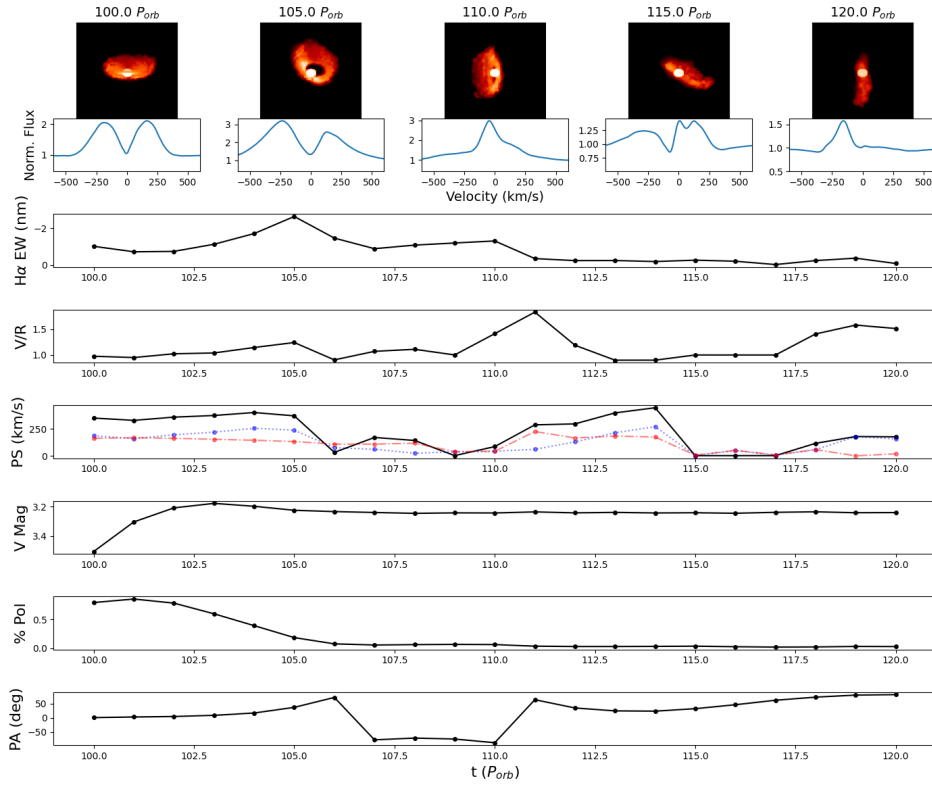 100.0 P_orb 105.0 P_orb 110.0 P_orb 115.0 P_orb 120.0 P_orb
Norm. Flux
2
1
3
2
1
3
2
1
1.25
1.00
0.75
1.5
1.0
0.5
−500 −250 0 250 500 −500 −250 0 250 500 −500 −250 0 250 500 −500 −250 0 250 500 −500 −250 0 250 500
Velocity (km/s)
Hα EW (nm)
−2
0
100.0 102.5 105.0 107.5 110.0 112.5 115.0 117.5 120.0
V/R
1.5
1.0
100.0 102.5 105.0 107.5 110.0 112.5 115.0 117.5 120.0
PS (km/s)
250
0
100.0 102.5 105.0 107.5 110.0 112.5 115.0 117.5 120.0
V Mag
3.2
3.4
100.0 102.5 105.0 107.5 110.0 112.5 115.0 117.5 120.0
% Pol
0.5
0.0
100.0 102.5 105.0 107.5 110.0 112.5 115.0 117.5 120.0
PA (deg)
50
0
−50
100.0 102.5 105.0 107.5 110.0 112.5 115.0 117.5 120.0
t (P_orb)